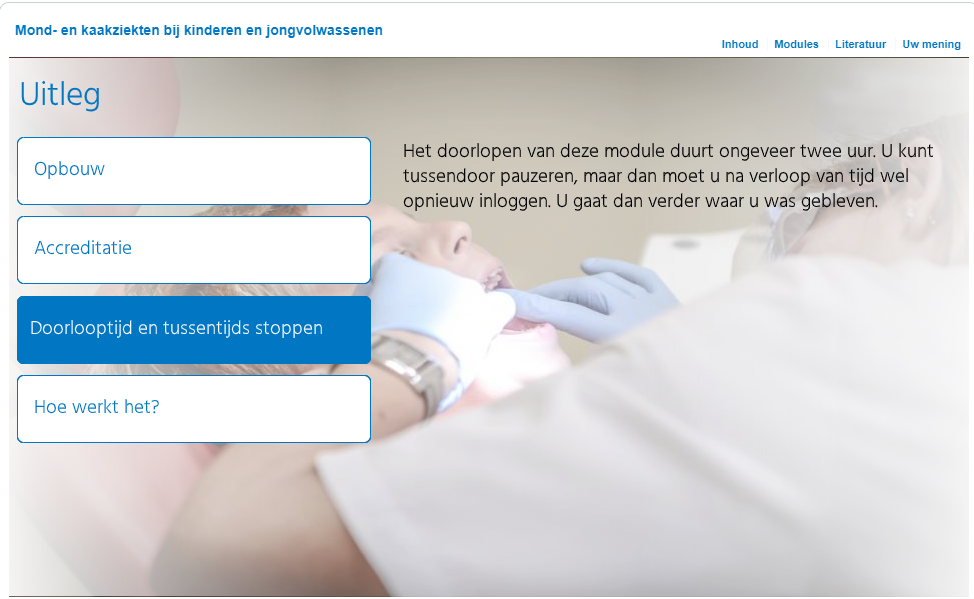 Mond- en kaakziekten bij kinderen en jongvolwassenen
Inhoud Modules Literatuur Uw mening
Uitleg
Opbouw
Accreditatie
Doorlooptijd en tussentijds stoppen
Hoe werkt het?
Het doorlopen van deze module duurt ongeveer twee uur. U kunt
tussendoor pauzeren, maar dan moet u na verloop van tijd wel
opnieuw inloggen. U gaat dan verder waar u was gebleven.